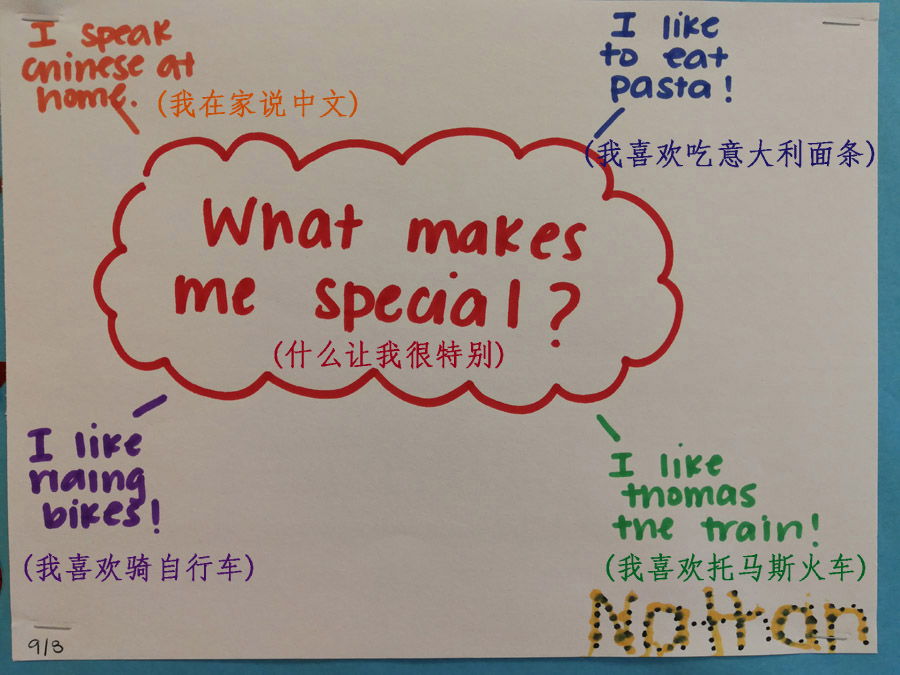 I speak
chinese at
home.
(我在家说中文)
I like
to eat
pasta!
(我喜欢吃意大利面条)
What makes
me special?
(什么让我很特别)
I like
riding
bikes!
(我喜欢骑自行车)
I like
thomas
the train!
(我喜欢托马斯火车)
Nathan
9/3